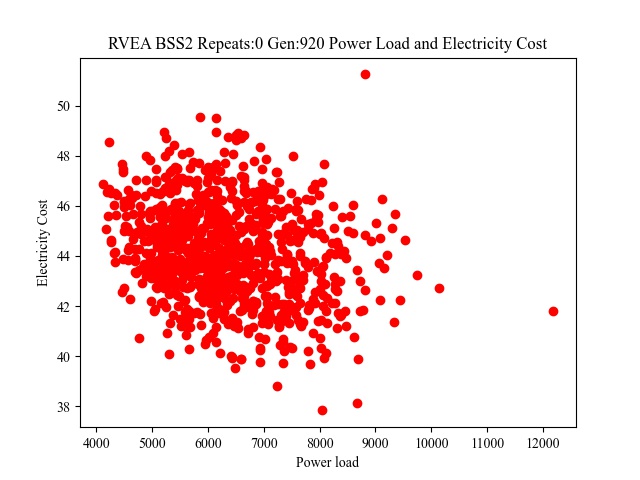 RVEA BSS2 Repeats:0 Gen:920 Power Load and Electricity Cost
Electricity Cost
50
48
46
44
42
40
38
4000 5000 6000 7000 8000 9000 10000 11000 12000
Power load